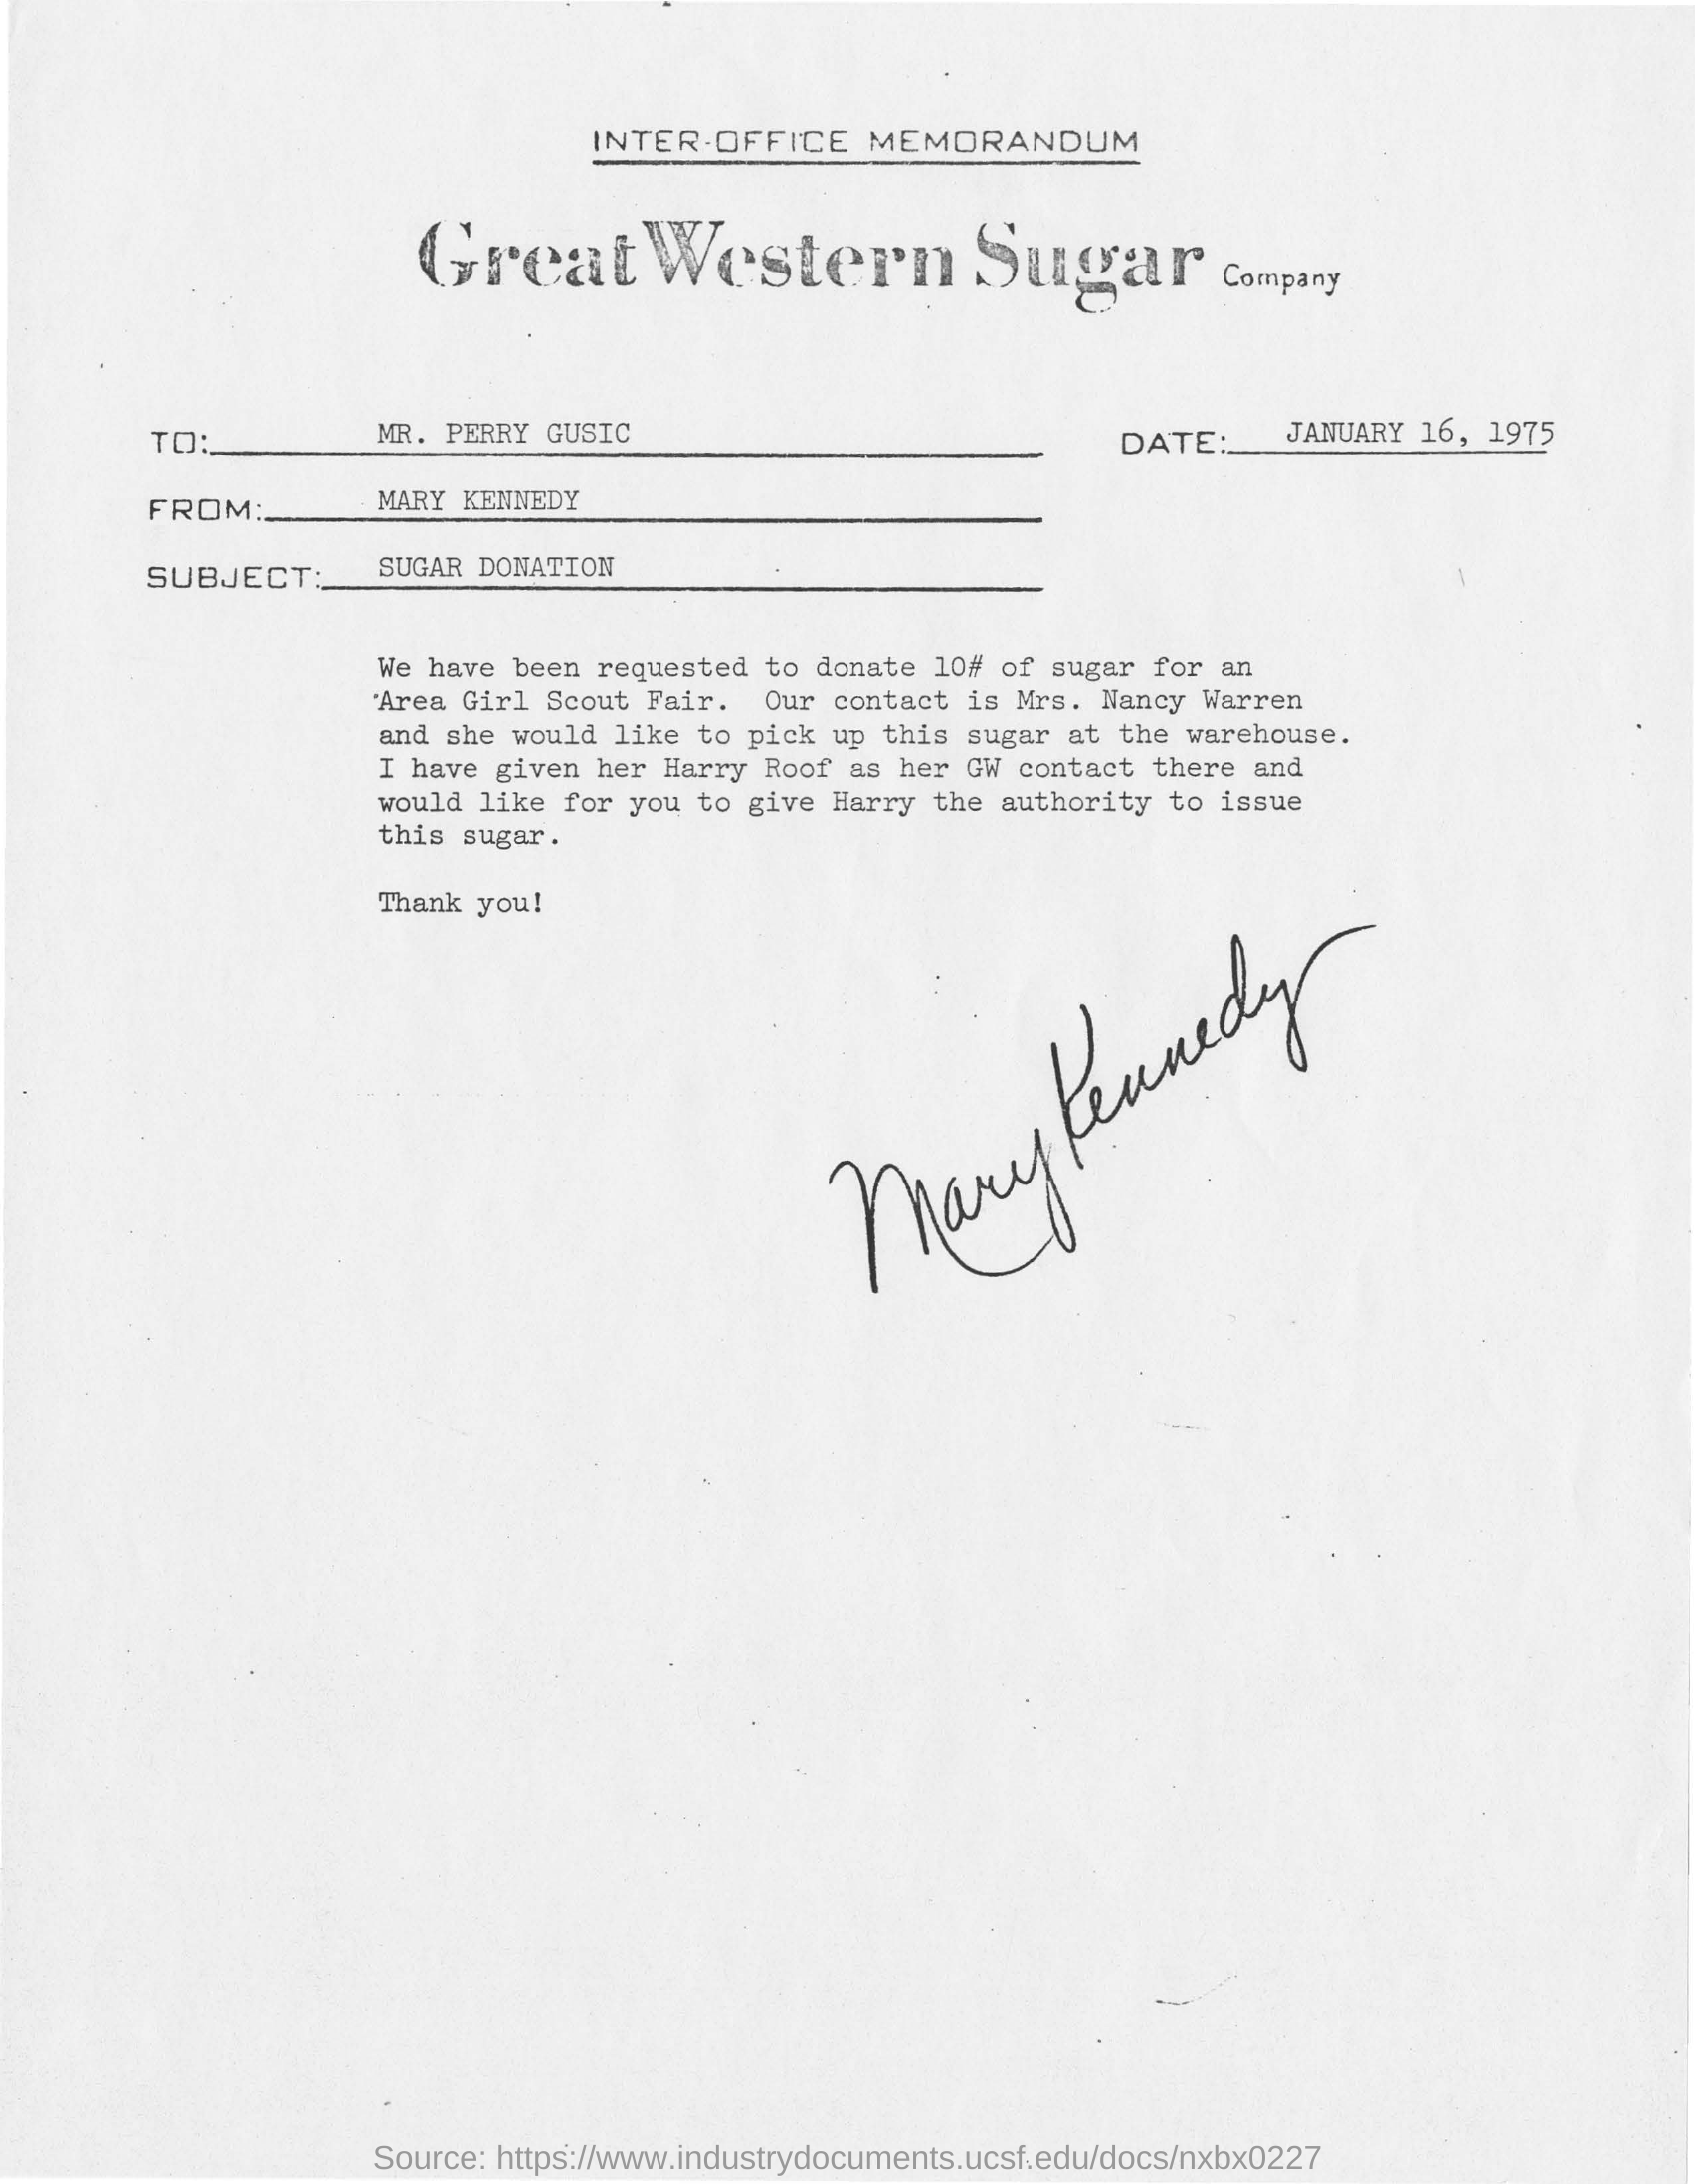 INTER-OFFICE MEMORANDUM
Great Western Sugar Company
TO: MR. PERRY GUSIC DATE: JANUARY 16, 1975
FROM: MARY KENNEDY
SUBJECT: SUGAR DONATION
We have been requested to donate 10# of sugar for an
Area Girl Scout Fair. Our contact is Mrs. Nancy Warren
and she would like to pick up this sugar at the warehouse.
I have given her Harry Roof as her GW contact there and
would like for you to give Harry the authority to issue
this sugar.
Thank you!
Mary Kennedy
Source: https://www.industrydocuments.ucsf.edu/docs/nxbx0227